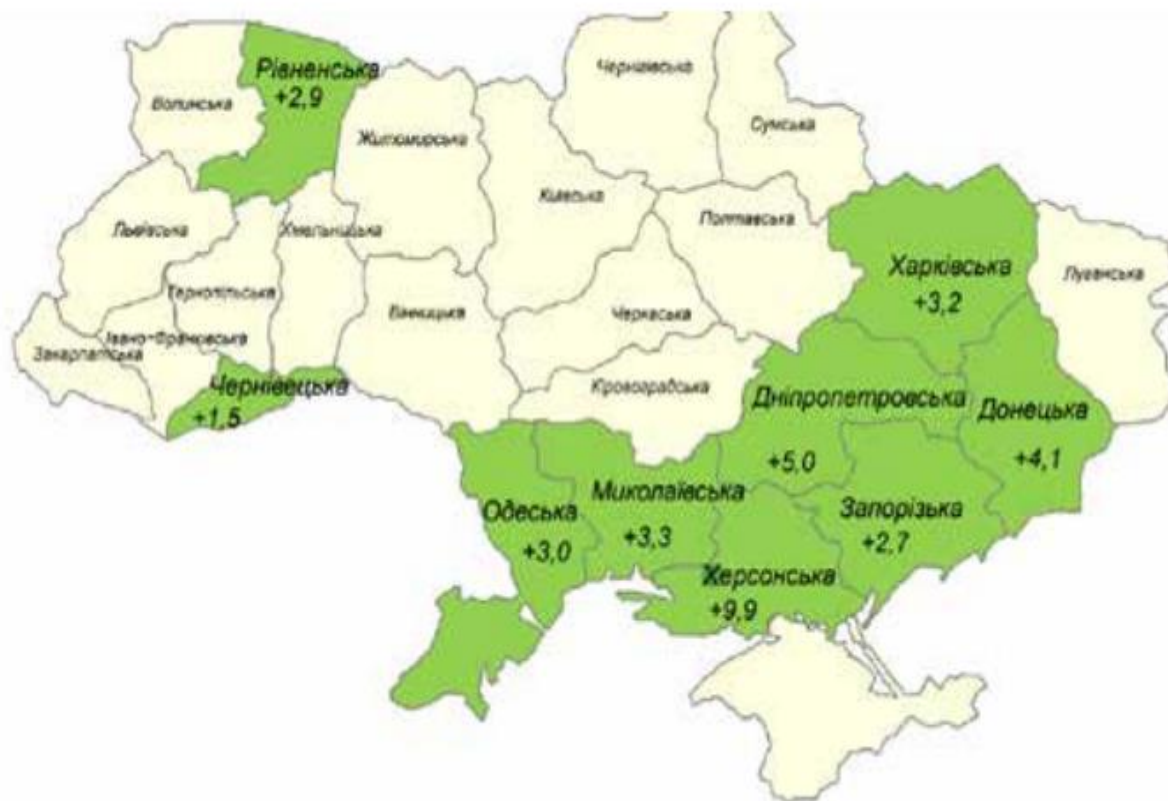 Чернігівська
Рівненська
+2,9
Волинська
Сумська
Житомирська
Київська
Полтавська
Львівська
Хмельницька
Харківська
+3,2
Луганська
Тернопільська
Вінницька
Черкаська
Івано-Франківська
Закарпатська
Чернівецька
+1,5
Кіровоградська
Дніпропетровська
+5,0
Донецька
+4,1
Одеська
+3,0
Миколаївська
+3,3
Запорізька
+2,7
Херсонська
+9,9